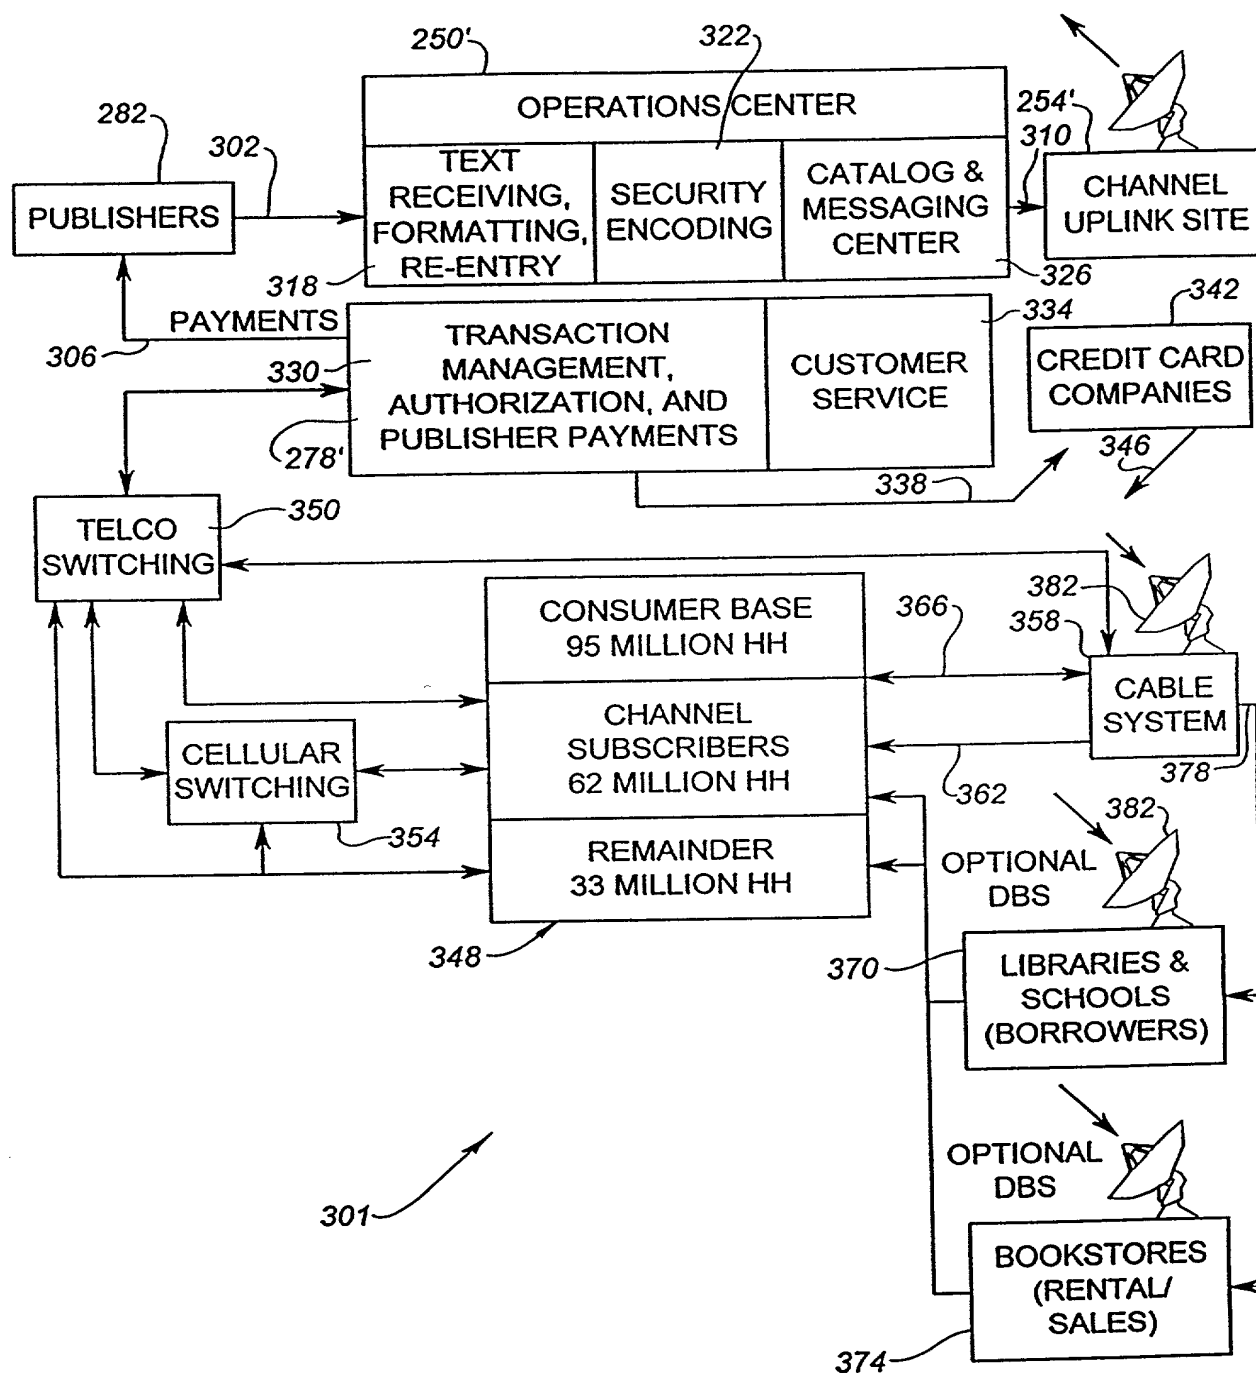 322
250'
282
302
OPERATIONS CENTER
254'
310
PUBLISHERS
TEXT
RECEIVING,
FORMATTING,
RE-ENTRY
318
SECURITY
ENCODING
CATALOG &
MESSAGING
CENTER
326
CHANNEL
UPLINK SITE
PAYMENTS
306
330
TRANSACTION
MANAGEMENT,
AUTHORIZATION, AND
PUBLISHER PAYMENTS
278'
334
CUSTOMER
SERVICE
342
CREDIT CARD
COMPANIES
346
338
350
TELCO
SWITCHING
CONSUMER BASE
95 MILLION HH
366
382
358
CABLE
SYSTEM
378
CHANNEL
SUBSCRIBERS
62 MILLION HH
362
CELLULAR
SWITCHING
354
REMAINDER
33 MILLION HH
348
382
OPTIONAL
DBS
370
LIBRARIES &
SCHOOLS
(BORROWERS)
301
OPTIONAL
DBS
BOOKSTORES
(RENTAL/
SALES)
374